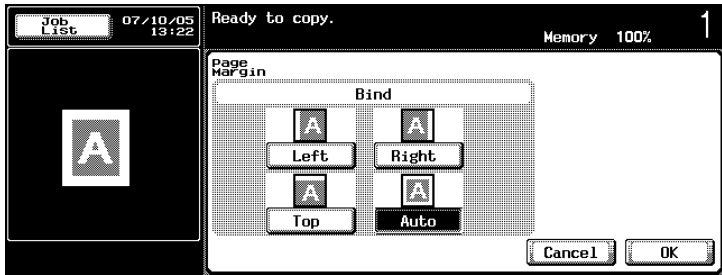 Job
List
07/10/05
13:22
Ready to copy.
Memory 100%
1
Page
Margin
Bind
A
A
A
Left
Right
A
A
Top
Auto
Cancel
OK